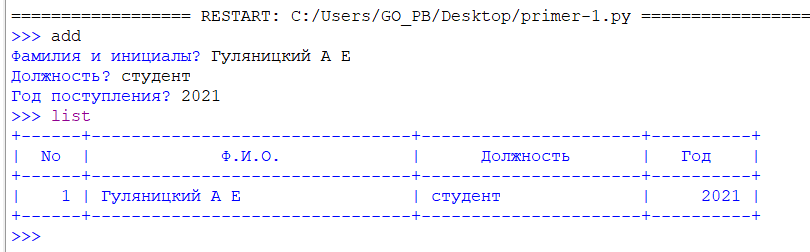 ================== RESTART: C:/Users/GO_PB/Desktop/primer-1.py =================
>>> add
Фамилия и инициалы? Гуляницкий А Е
Должность? студент
Год поступления? 2021
>>> list
+------+--------------------------------+----------------------+----------+
|  No  |             Ф.И.О.             |      Должность       |   Год    |
+------+--------------------------------+----------------------+----------+
|    1 | Гуляницкий А Е                 | студент              |     2021 |
+------+--------------------------------+----------------------+----------+
>>>